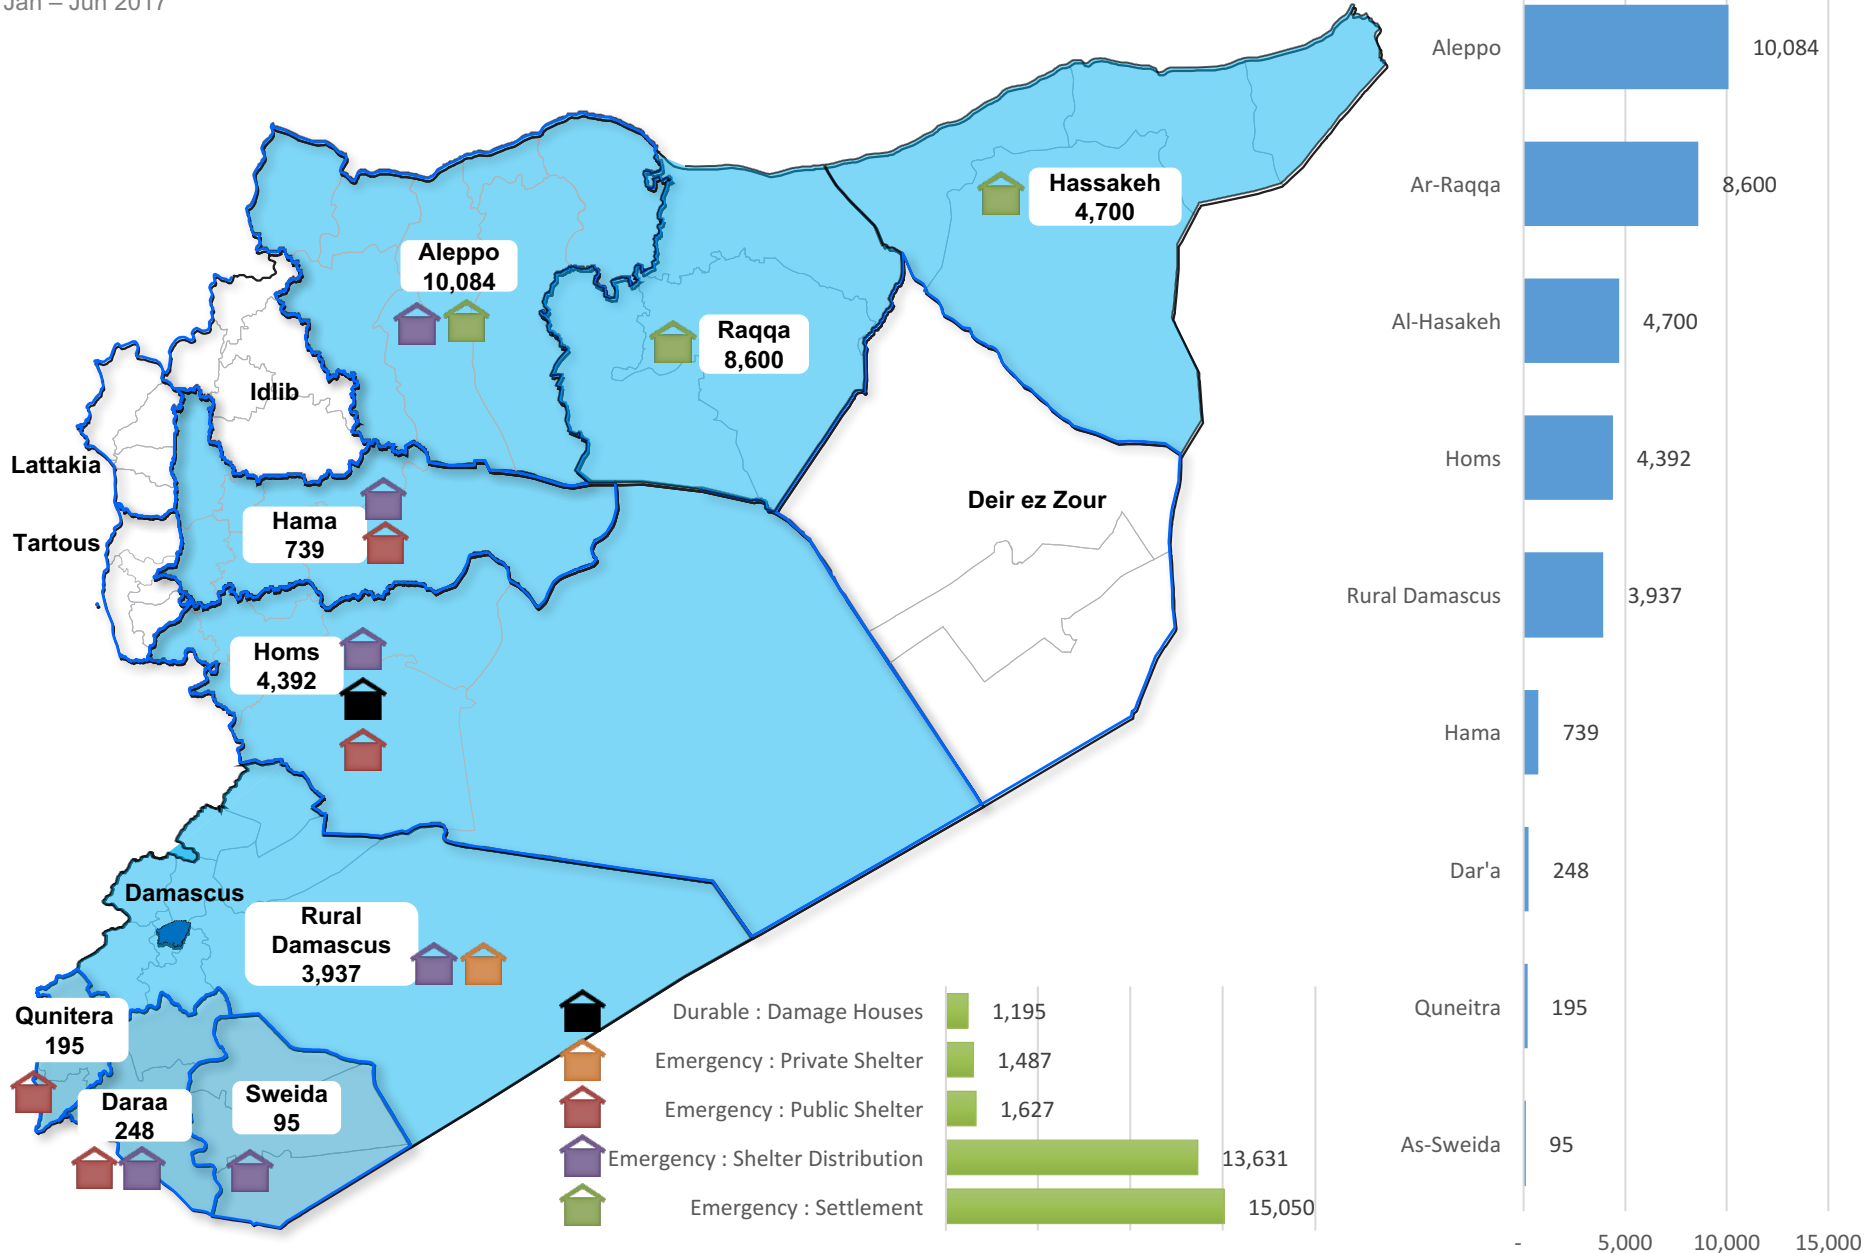 Jan – Jun 2017
Aleppo
10,084
Hassakeh
4,700
Raqqa
8,600
Idlib
Lattakia
Tartous
Hama
739
Deir ez Zour
Homs
4,392
Damascus
Rural
Damascus
3,937
Qunitera
195
Daraa
248
Sweida
95
Durable : Damage Houses 1,195
Emergency : Private Shelter 1,487
Emergency : Public Shelter 1,627
Emergency : Shelter Distribution 13,631
Emergency : Settlement 15,050
Aleppo 10,084
Ar-Raqqa 8,600
Al-Hasakeh 4,700
Homs 4,392
Rural Damascus 3,937
Hama 739
Dar'a 248
Quneitra 195
As-Sweida 95
- 5,000 10,000 15,000